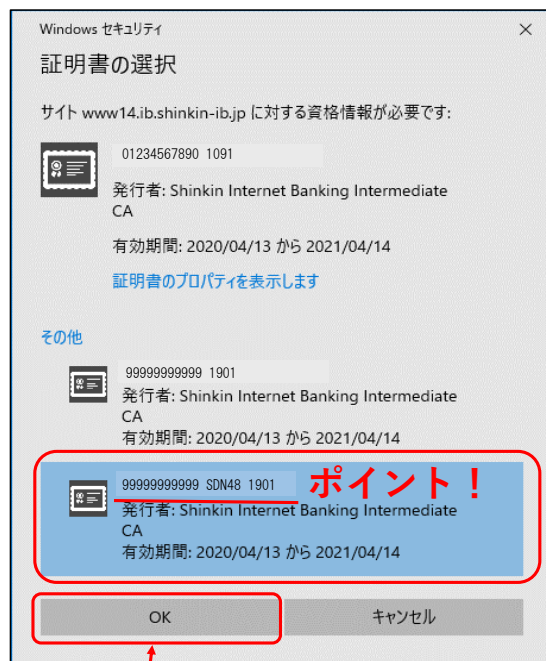 Windows セキュリティ
証明書の選択
サイト www14.ib.shinkin-ib.jp に対する資格情報が必要です:
01234567890 1091
発行者: Shinkin Internet Banking Intermediate
CA
有効期間: 2020/04/13 から 2021/04/14
証明書のプロパティを表示します
その他
99999999999 1901
発行者: Shinkin Internet Banking Intermediate
CA
有効期間: 2020/04/13 から 2021/04/14
99999999999 SDN48 1901 ポイント！
発行者: Shinkin Internet Banking Intermediate
CA
有効期間: 2020/04/13 から 2021/04/14
OK キャンセル